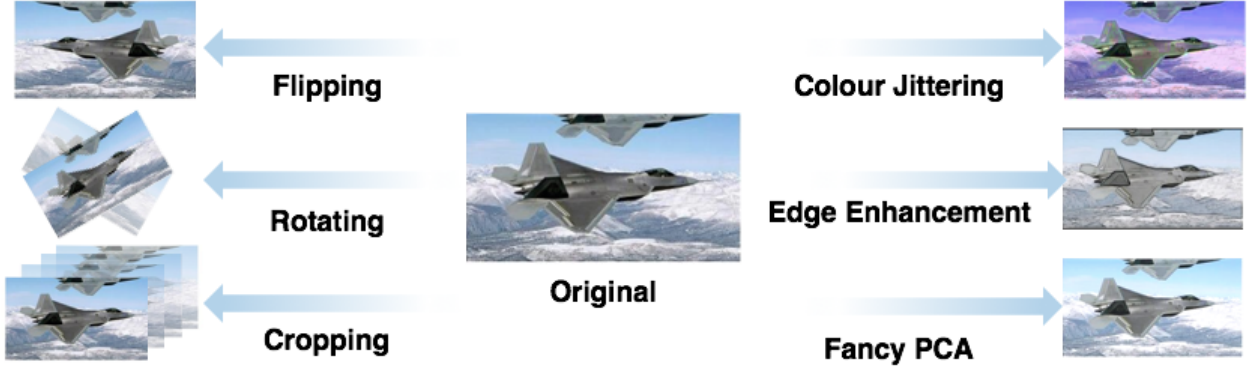 Flipping
Colour Jittering
Rotating
Edge Enhancement
Original
Cropping
Fancy PCA